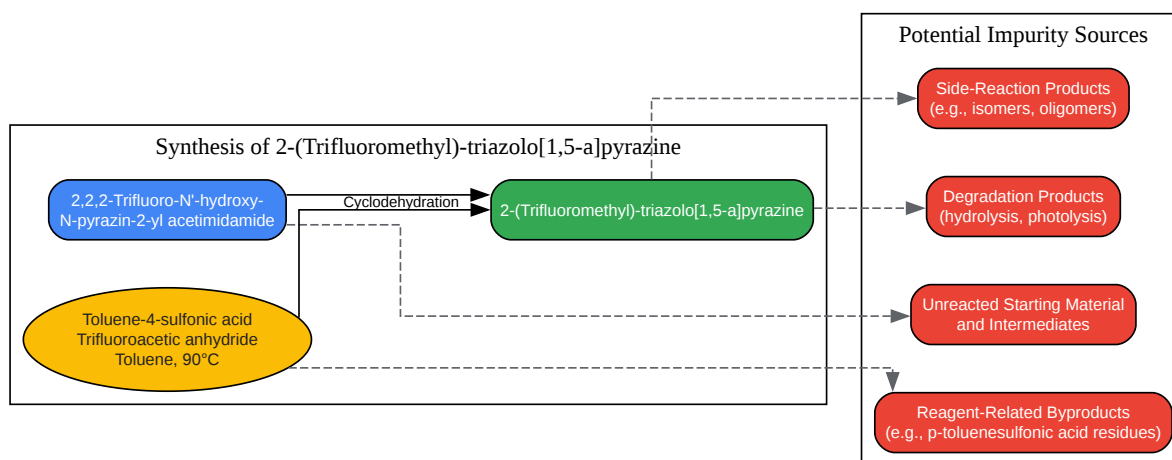 Potential Impurity Sources
Side-Reaction Products
(e.g., isomers, oligomers)
Synthesis of 2-(Trifluoromethyl)-triazolo[1,5-a]pyrazine
2,2,2-Trifluoro-N'-hydroxy-
N-pyrazin-2-yl acetimidamide
Cyclodehydration
2-(Trifluoromethyl)-triazolo[1,5-a]pyrazine
Degradation Products
(hydrolysis, photolysis)
Toluene-4-sulfonic acid
Trifluoroacetic anhydride
Toluene, 90°C
Unreacted Starting Material
and Intermediates
Reagent-Related Byproducts
(e.g., p-toluenesulfonic acid residues)